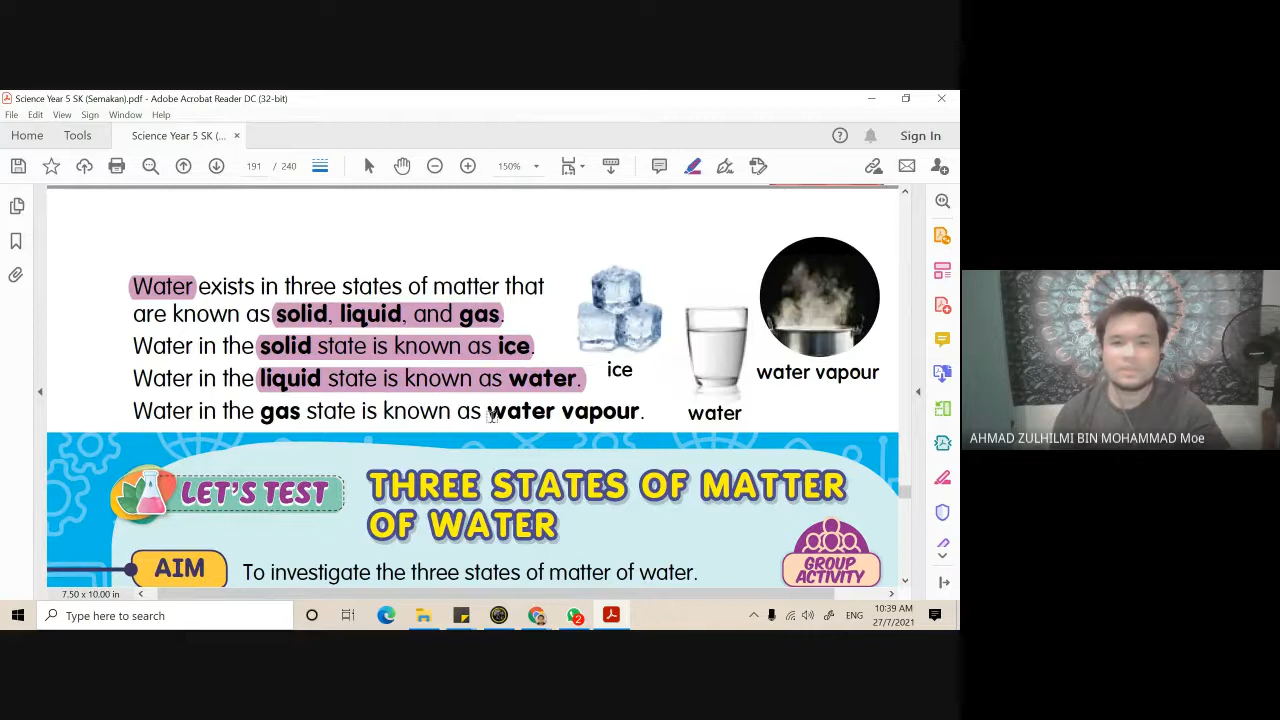 Science Year 5 SK (Semakan).pdf - Adobe Acrobat Reader DC (32-bit)
File Edit View Sign Window Help
Home Tools Science Year 5 SK (... × Sign In
191 / 240 150%
Water exists in three states of matter that
are known as solid, liquid, and gas.
Water in the solid state is known as ice.
Water in the liquid state is known as water.
Water in the gas state is known as water vapour.
ice
water
water vapour
LET'S TEST
THREE STATES OF MATTER
OF WATER
GROUP
ACTIVITY
AIM
To investigate the three states of matter of water.
7.50 x 10.00 in
Type here to search
2
ENG
10:39 AM
27/7/2021
AHMAD ZULHILMI BIN MOHAMMAD Moe